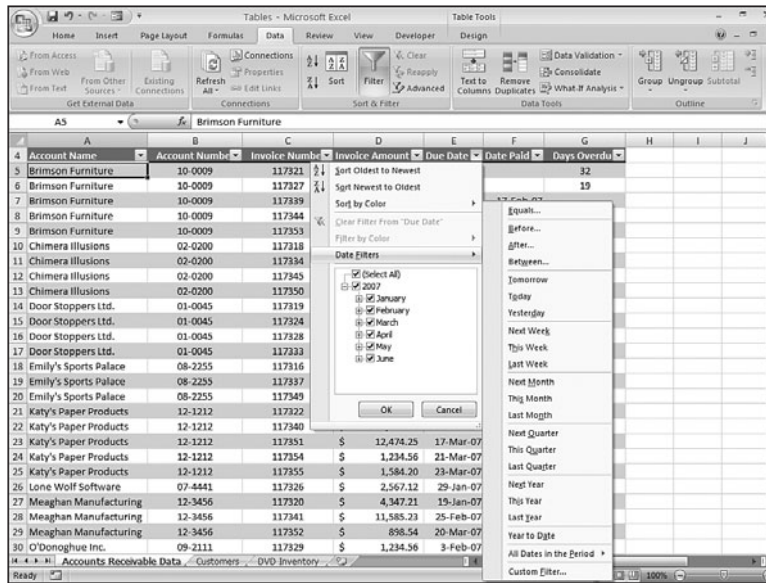 Tables - Microsoft Excel Table Tools
Home Insert Page Layout Formulas Data Review View Developer Design
From Access
From Web
From Text
From Other Sources
Existing Connections
Get External Data
Refresh All
Connections
Properties
Edit Links
Connections
Sort
Filter
Clear
Reapply
Advanced
Sort & Filter
Text to Columns
Remove Duplicates
Data Validation
Consolidate
What-If Analysis
Data Tools
Group
Ungroup
Subtotal
Outline
A5 fx Brimson Furniture
A B C D E F G H I J
4 Account Name Account Numbe Invoice Numbe Invoice Amount Due Date Date Paid Days Overdu
5 Brimson Furniture 10-0009 117321 32
6 Brimson Furniture 10-0009 117327 19
7 Brimson Furniture 10-0009 117339
8 Brimson Furniture 10-0009 117344
9 Brimson Furniture 10-0009 117353
10 Chimera Illusions 02-0200 117318
11 Chimera Illusions 02-0200 117334
12 Chimera Illusions 02-0200 117345
13 Chimera Illusions 02-0200 117350
14 Door Stoppers Ltd. 01-0045 117319
15 Door Stoppers Ltd. 01-0045 117324
16 Door Stoppers Ltd. 01-0045 117328
17 Door Stoppers Ltd. 01-0045 117333
18 Emily's Sports Palace 08-2255 117316
19 Emily's Sports Palace 08-2255 117337
20 Emily's Sports Palace 08-2255 117349
21 Katy's Paper Products 12-1212 117322
22 Katy's Paper Products 12-1212 117340
23 Katy's Paper Products 12-1212 117351 $ 12,474.25 17-Mar-07
24 Katy's Paper Products 12-1212 117354 $ 1,234.56 21-Mar-07
25 Katy's Paper Products 12-1212 117355 $ 1,584.20 23-Mar-07
26 Lone Wolf Software 07-4441 117326 $ 2,567.12 29-Jan-07
27 Meaghan Manufacturing 12-3456 117320 $ 4,347.21 19-Jan-07
28 Meaghan Manufacturing 12-3456 117341 $ 11,585.23 25-Feb-07
29 Meaghan Manufacturing 12-3456 117352 $ 898.54 20-Mar-07
30 O'Donoghue Inc. 09-2111 117329 $ 1,234.56 3-Feb-07
Sort Oldest to Newest
Sort Newest to Oldest
Sort by Color
Clear Filter From "Due Date"
Filter by Color
Date Filters
(Select All)
2007
January
February
March
April
May
June
OK Cancel
Equals...
Before...
After...
Between...
Tomorrow
Today
Yesterday
Next Week
This Week
Last Week
Next Month
This Month
Last Month
Next Quarter
This Quarter
Last Quarter
Next Year
This Year
Last Year
Year to Date
All Dates in the Period
Custom Filter...
Accounts Receivable Data Customers DVD Inventory
Ready 100%